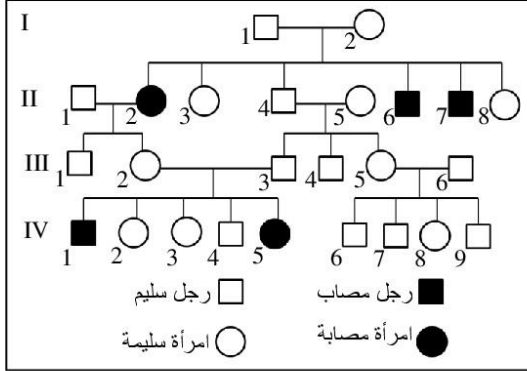 I
1 2
II
1 2 3 4 5 6 7 8
III
1 2 3 4 5 6
IV
1 2 3 4 5 6 7 8 9
رجل سليم رجل مصاب
امرأة سليمة امرأة مصابة